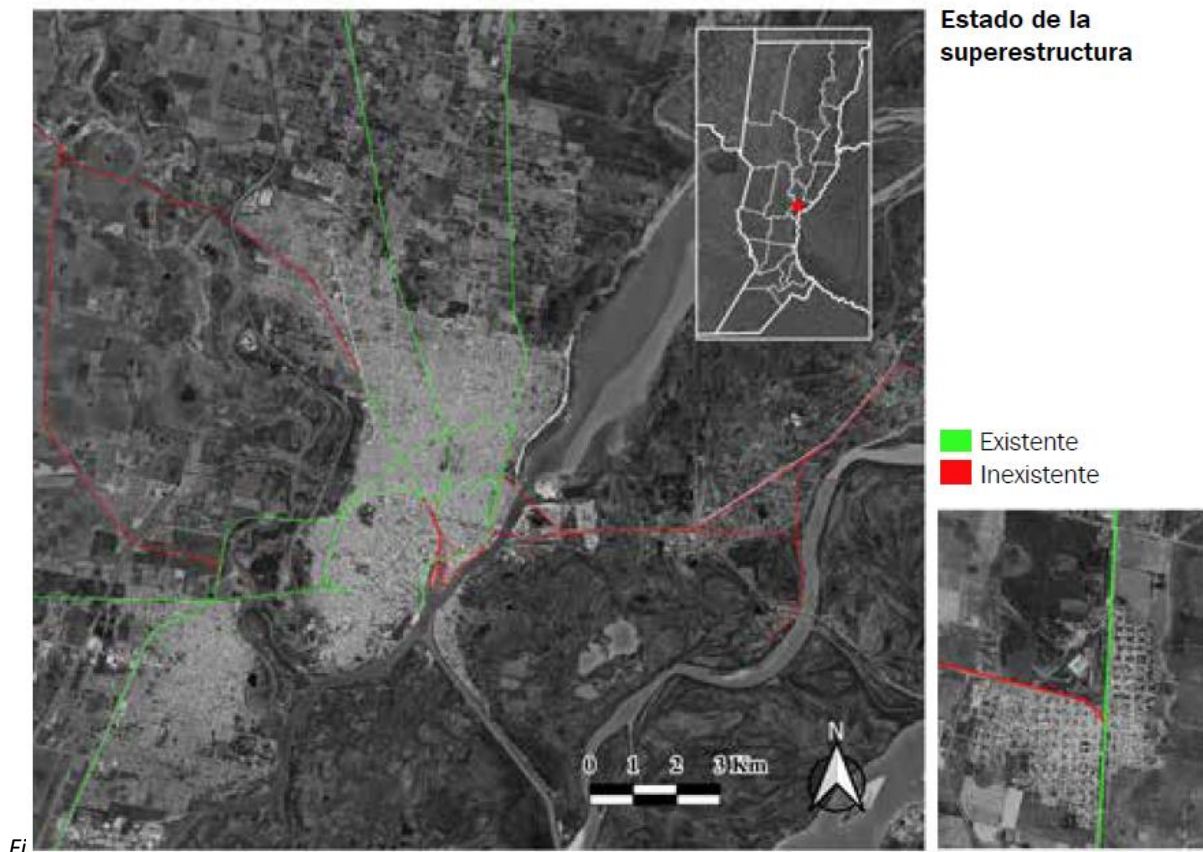 Estado de la
superestructura
N
Existente
Inexistente
0 1 2 3 Km
Fi